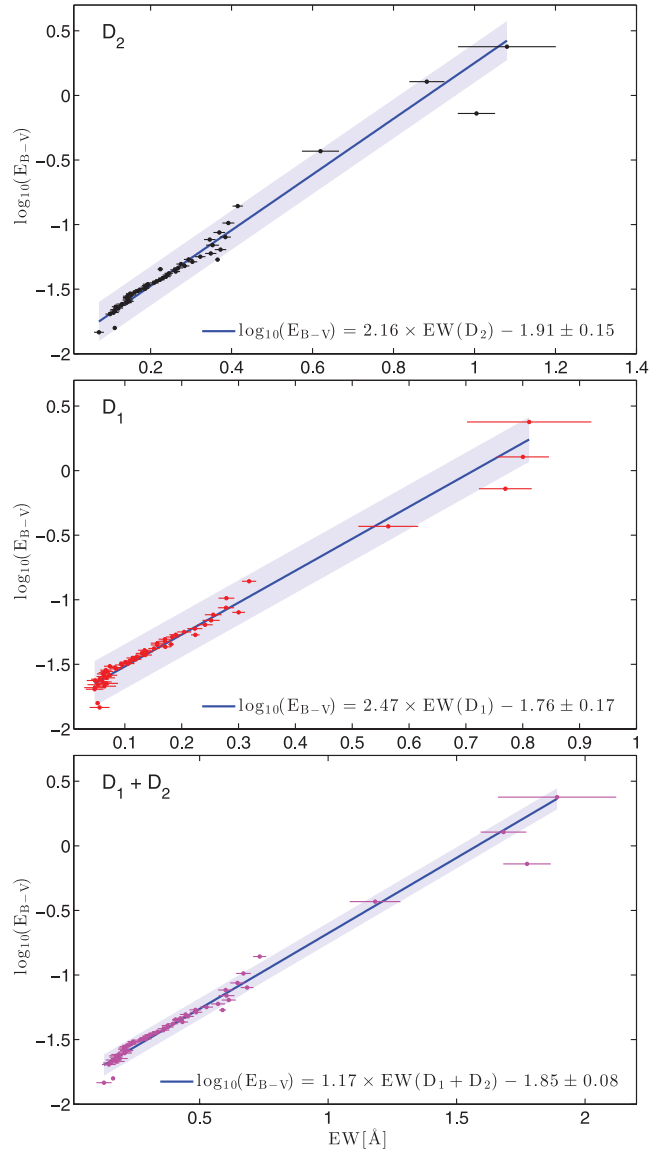 D2
0.5
0
−0.5
−1
−1.5
−2
log10(EB−V)
log10(EB−V) = 2.16 × EW(D2) − 1.91 ± 0.15
0.2 0.4 0.6 0.8 1 1.2 1.4
D1
0.5
0
−0.5
−1
−1.5
−2
log10(EB−V)
log10(EB−V) = 2.47 × EW(D1) − 1.76 ± 0.17
0.1 0.2 0.3 0.4 0.5 0.6 0.7 0.8 0.9 1
D1 + D2
0.5
0
−0.5
−1
−1.5
−2
log10(EB−V)
log10(EB−V) = 1.17 × EW(D1 + D2) − 1.85 ± 0.08
0.5 1 1.5 2
EW[Å]